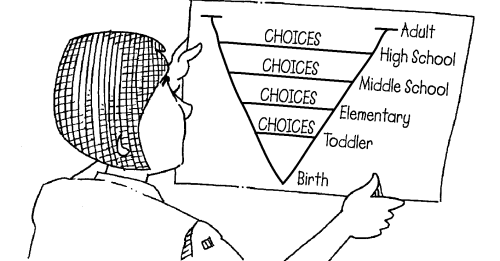 Adult
CHOICES
High School
CHOICES
Middle School
CHOICES
Elementary
CHOICES
Toddler
Birth